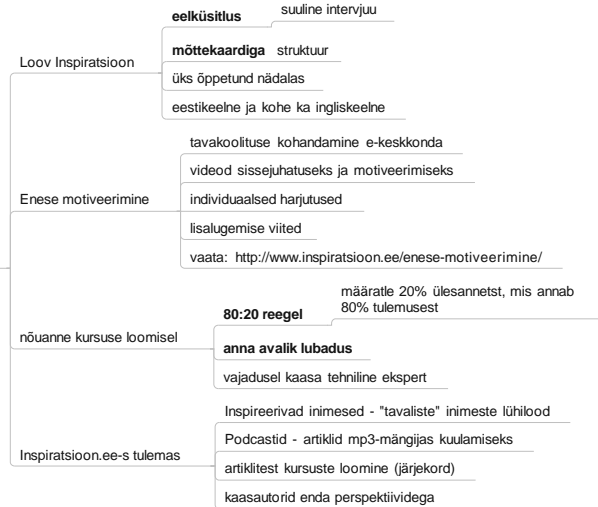 Loov Inspiratsioon
eelküsitlus
suuline intervjuu
mõttekaardiga struktuur
üks õppetund nädalas
eestikeelne ja kohe ka ingliskeelne
Enese motiveerimine
tavakoolituse kohandamine e-keskkonda
videod sissejuhatuseks ja motiveerimiseks
individuaalsed harjutused
lisalugemise viited
vaata: http://www.inspiratsioon.ee/enese-motiveerimine/
nõuanne kursuse loomisel
80:20 reegel
määratle 20% ülesannetst, mis annab
80% tulemusest
anna avalik lubadus
vajadusel kaasa tehniline ekspert
Inspiratsioon.ee-s tulemas
Inspireerivad inimesed - "tavaliste" inimeste lühilood
Podcastid - artiklid mp3-mängijas kuulamiseks
artiklitest kursuste loomine (järjekord)
kaasautorid enda perspektiividega